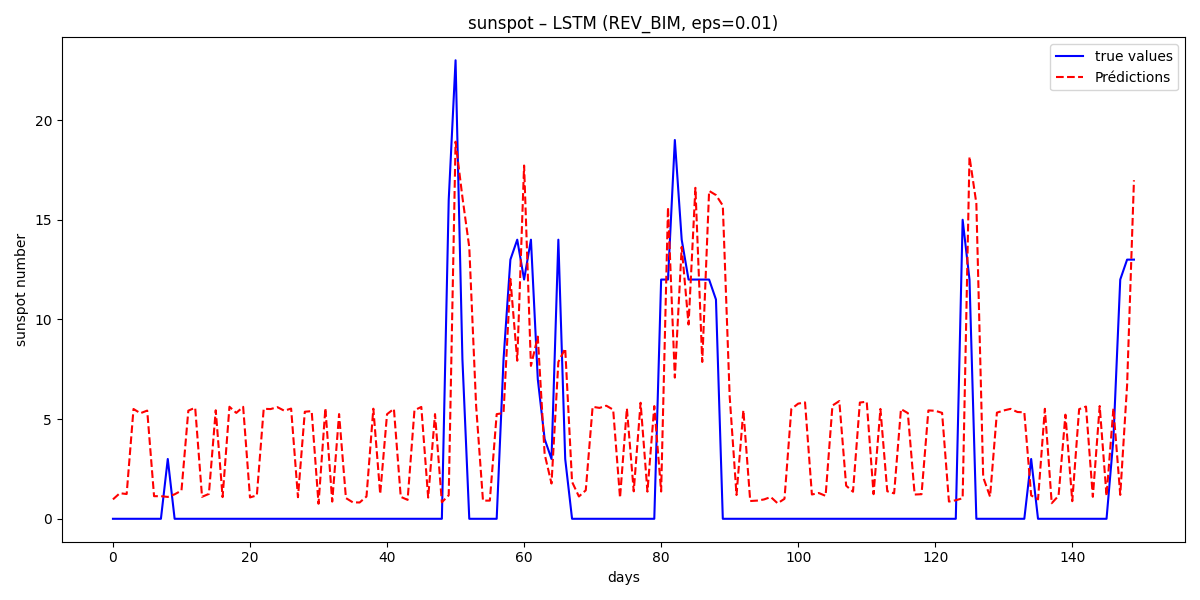 sunspot – LSTM (REV_BIM, eps=0.01)
true values
Prédictions
sunspot number
20
15
10
5
0
0 20 40 60 80 100 120 140
days